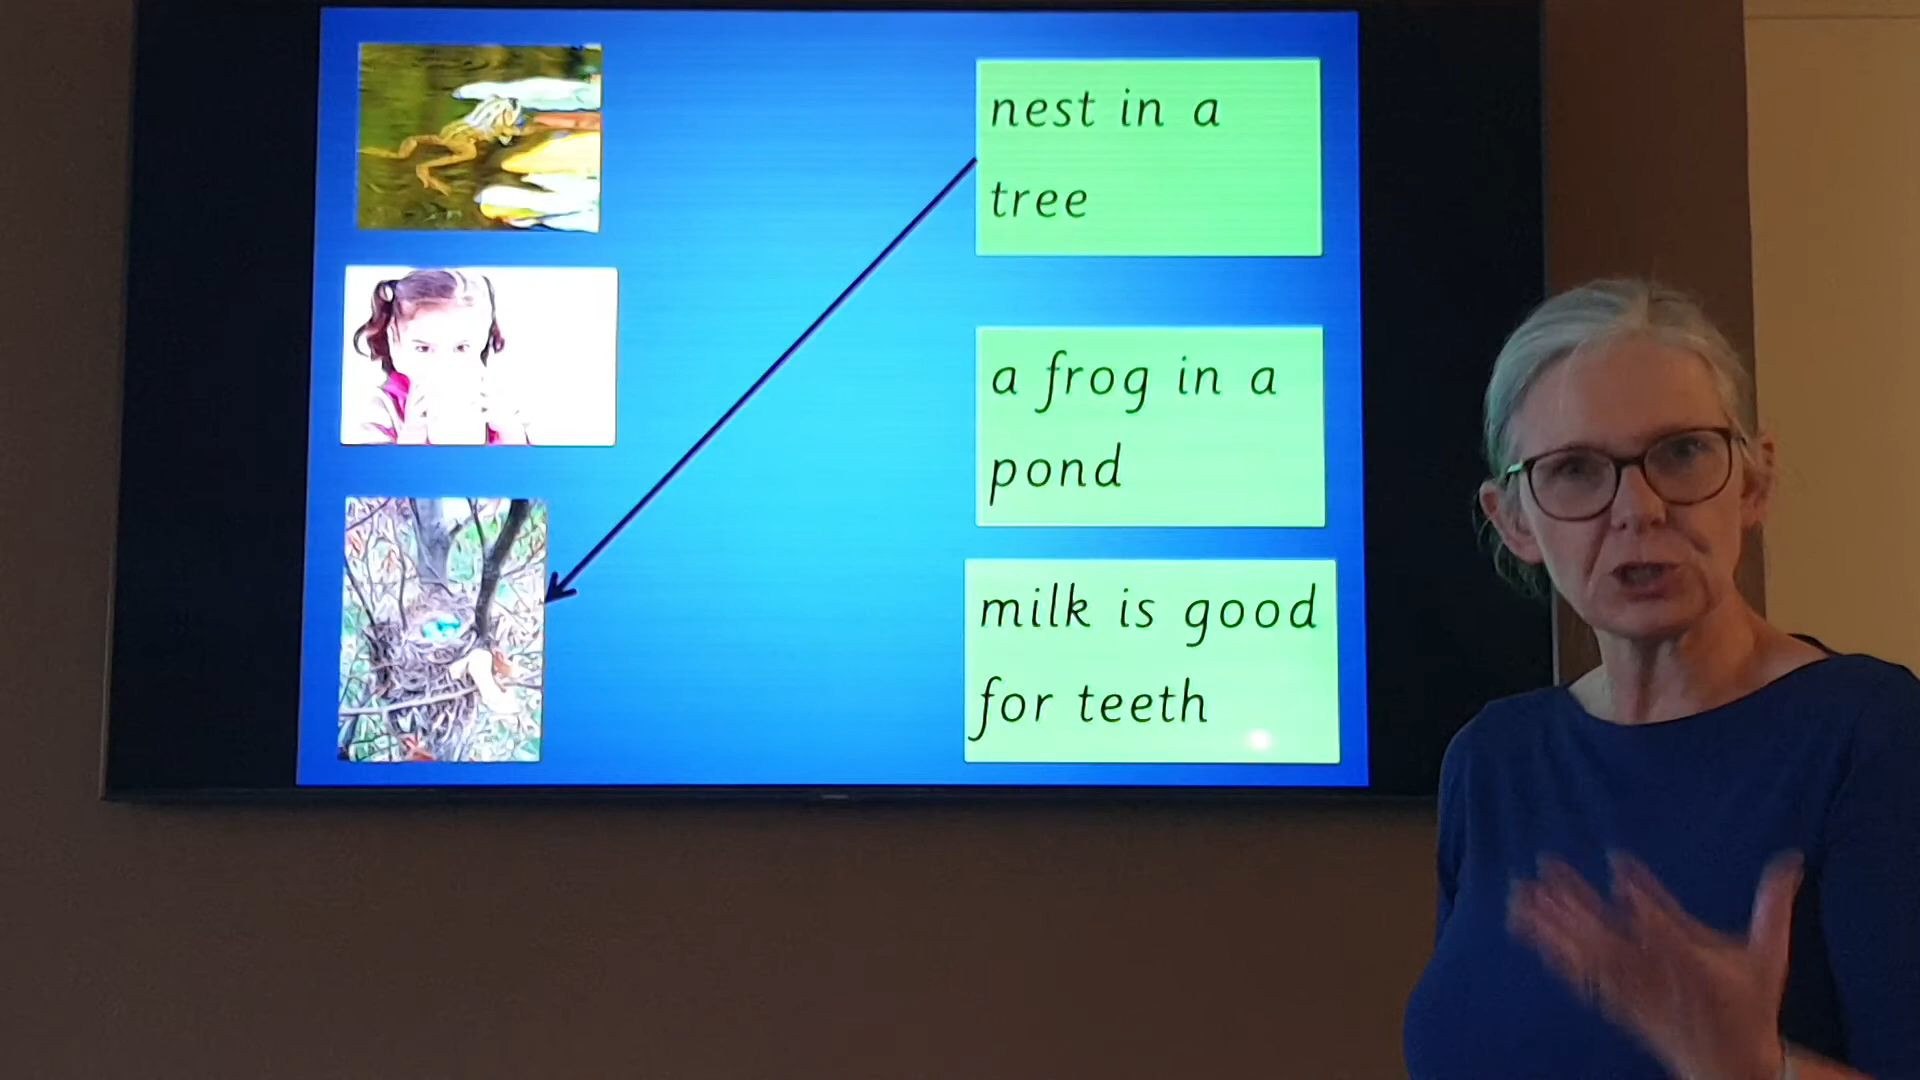 nest in a
tree
a frog in a
pond
milk is good
for teeth